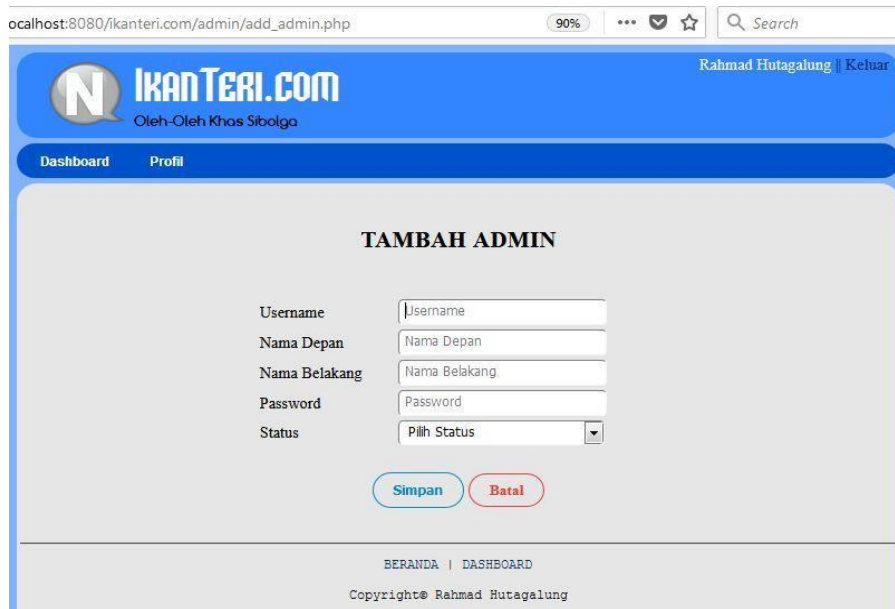 ocalhost:8080/ikanteri.com/admin/add_admin.php 90% Search
Rahmad Hutagalung || Keluar
N IKANTERI.COM
Oleh-Oleh Khas Sibolga
Dashboard Profil
TAMBAH ADMIN
Username Username
Nama Depan Nama Depan
Nama Belakang Nama Belakang
Password Password
Status Pilih Status
Simpan Batal
BERANDA | DASHBOARD
Copyright© Rahmad Hutagalung